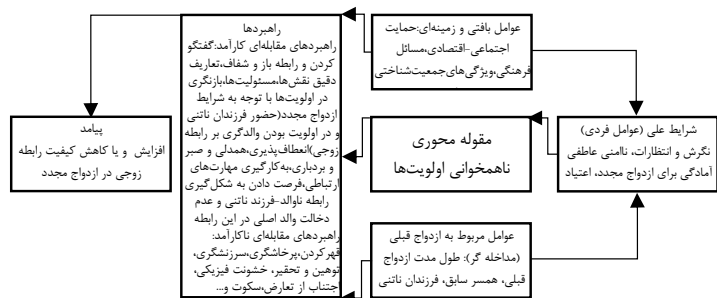 شرایط علی (عوامل فردی)
نگرش و انتظارات، ناامنی عاطفی
آمادگی برای ازدواج مجدد، اعتیاد
عوامل بافتی و زمینه‌ای:حمایت
اجتماعی-اقتصادی،مسائل
فرهنگی،ویژگی‌های‌جمعیت‌شناختی
مقوله محوری
ناهمخوانی اولویت‌ها
عوامل مربوط به ازدواج قبلی
(مداخله گر): طول مدت ازدواج
قبلی، همسر سابق، فرزندان ناتنی
راهبردها
راهبردهای مقابله‌ای کارآمد:گفتگو
کردن و رابطه باز و شفاف،تعاریف
دقیق نقش‌ها،مسئولیت‌ها،بازنگری
در اولویت‌ها با توجه به شرایط
ازدواج مجدد(حضور فرزندان ناتنی
و در اولویت بودن والدگری بر رابطه
زوجی)انعطاف‌پذیری،همدلی و صبر
و بردباری،به‌کارگیری مهارت‌های
ارتباطی،فرصت دادن به شکل‌گیری
رابطه ناوالد-فرزند ناتنی و عدم
دخالت والد اصلی در این رابطه
راهبردهای مقابله‌ای ناکارآمد:
قهرکردن،پرخاشگری،سرزنشگری،
توهین و تحقیر، خشونت فیزیکی،
اجتناب از تعارض،سکوت و...
پیامد
افزایش و یا کاهش کیفیت رابطه
زوجی در ازدواج مجدد